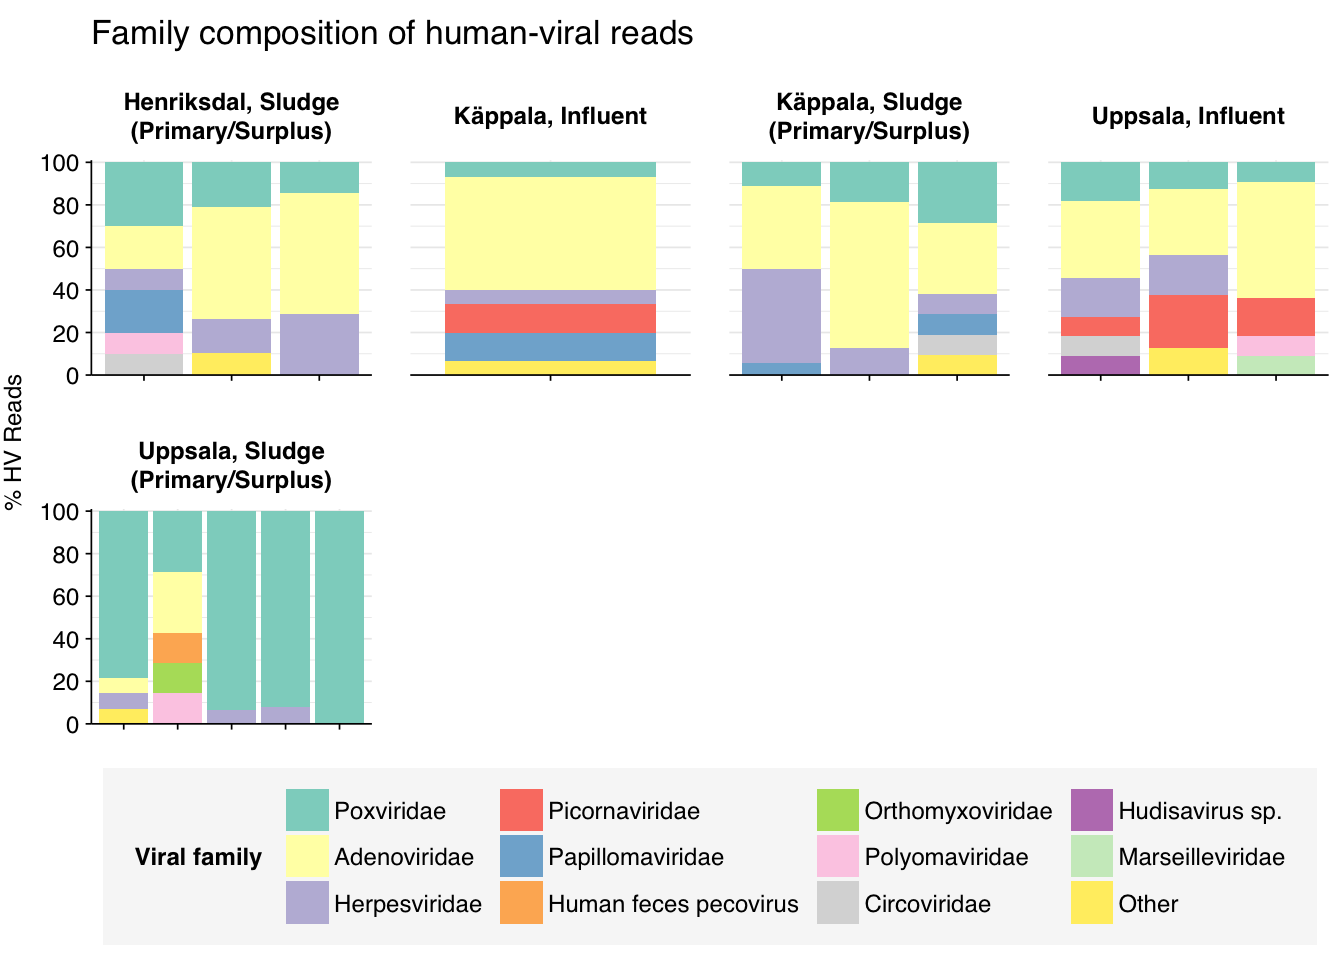 Family composition of human-viral reads
Henriksdal, Sludge
(Primary/Surplus)
Käppala, Influent
Käppala, Sludge
(Primary/Surplus)
Uppsala, Influent
100
80
60
40
20
0
% HV Reads
Uppsala, Sludge
(Primary/Surplus)
100
80
60
40
20
0
Viral family
Poxviridae
Adenoviridae
Herpesviridae
Picornaviridae
Papillomaviridae
Human feces pecovirus
Orthomyxoviridae
Polyomaviridae
Circoviridae
Hudisavirus sp.
Marseilleviridae
Other